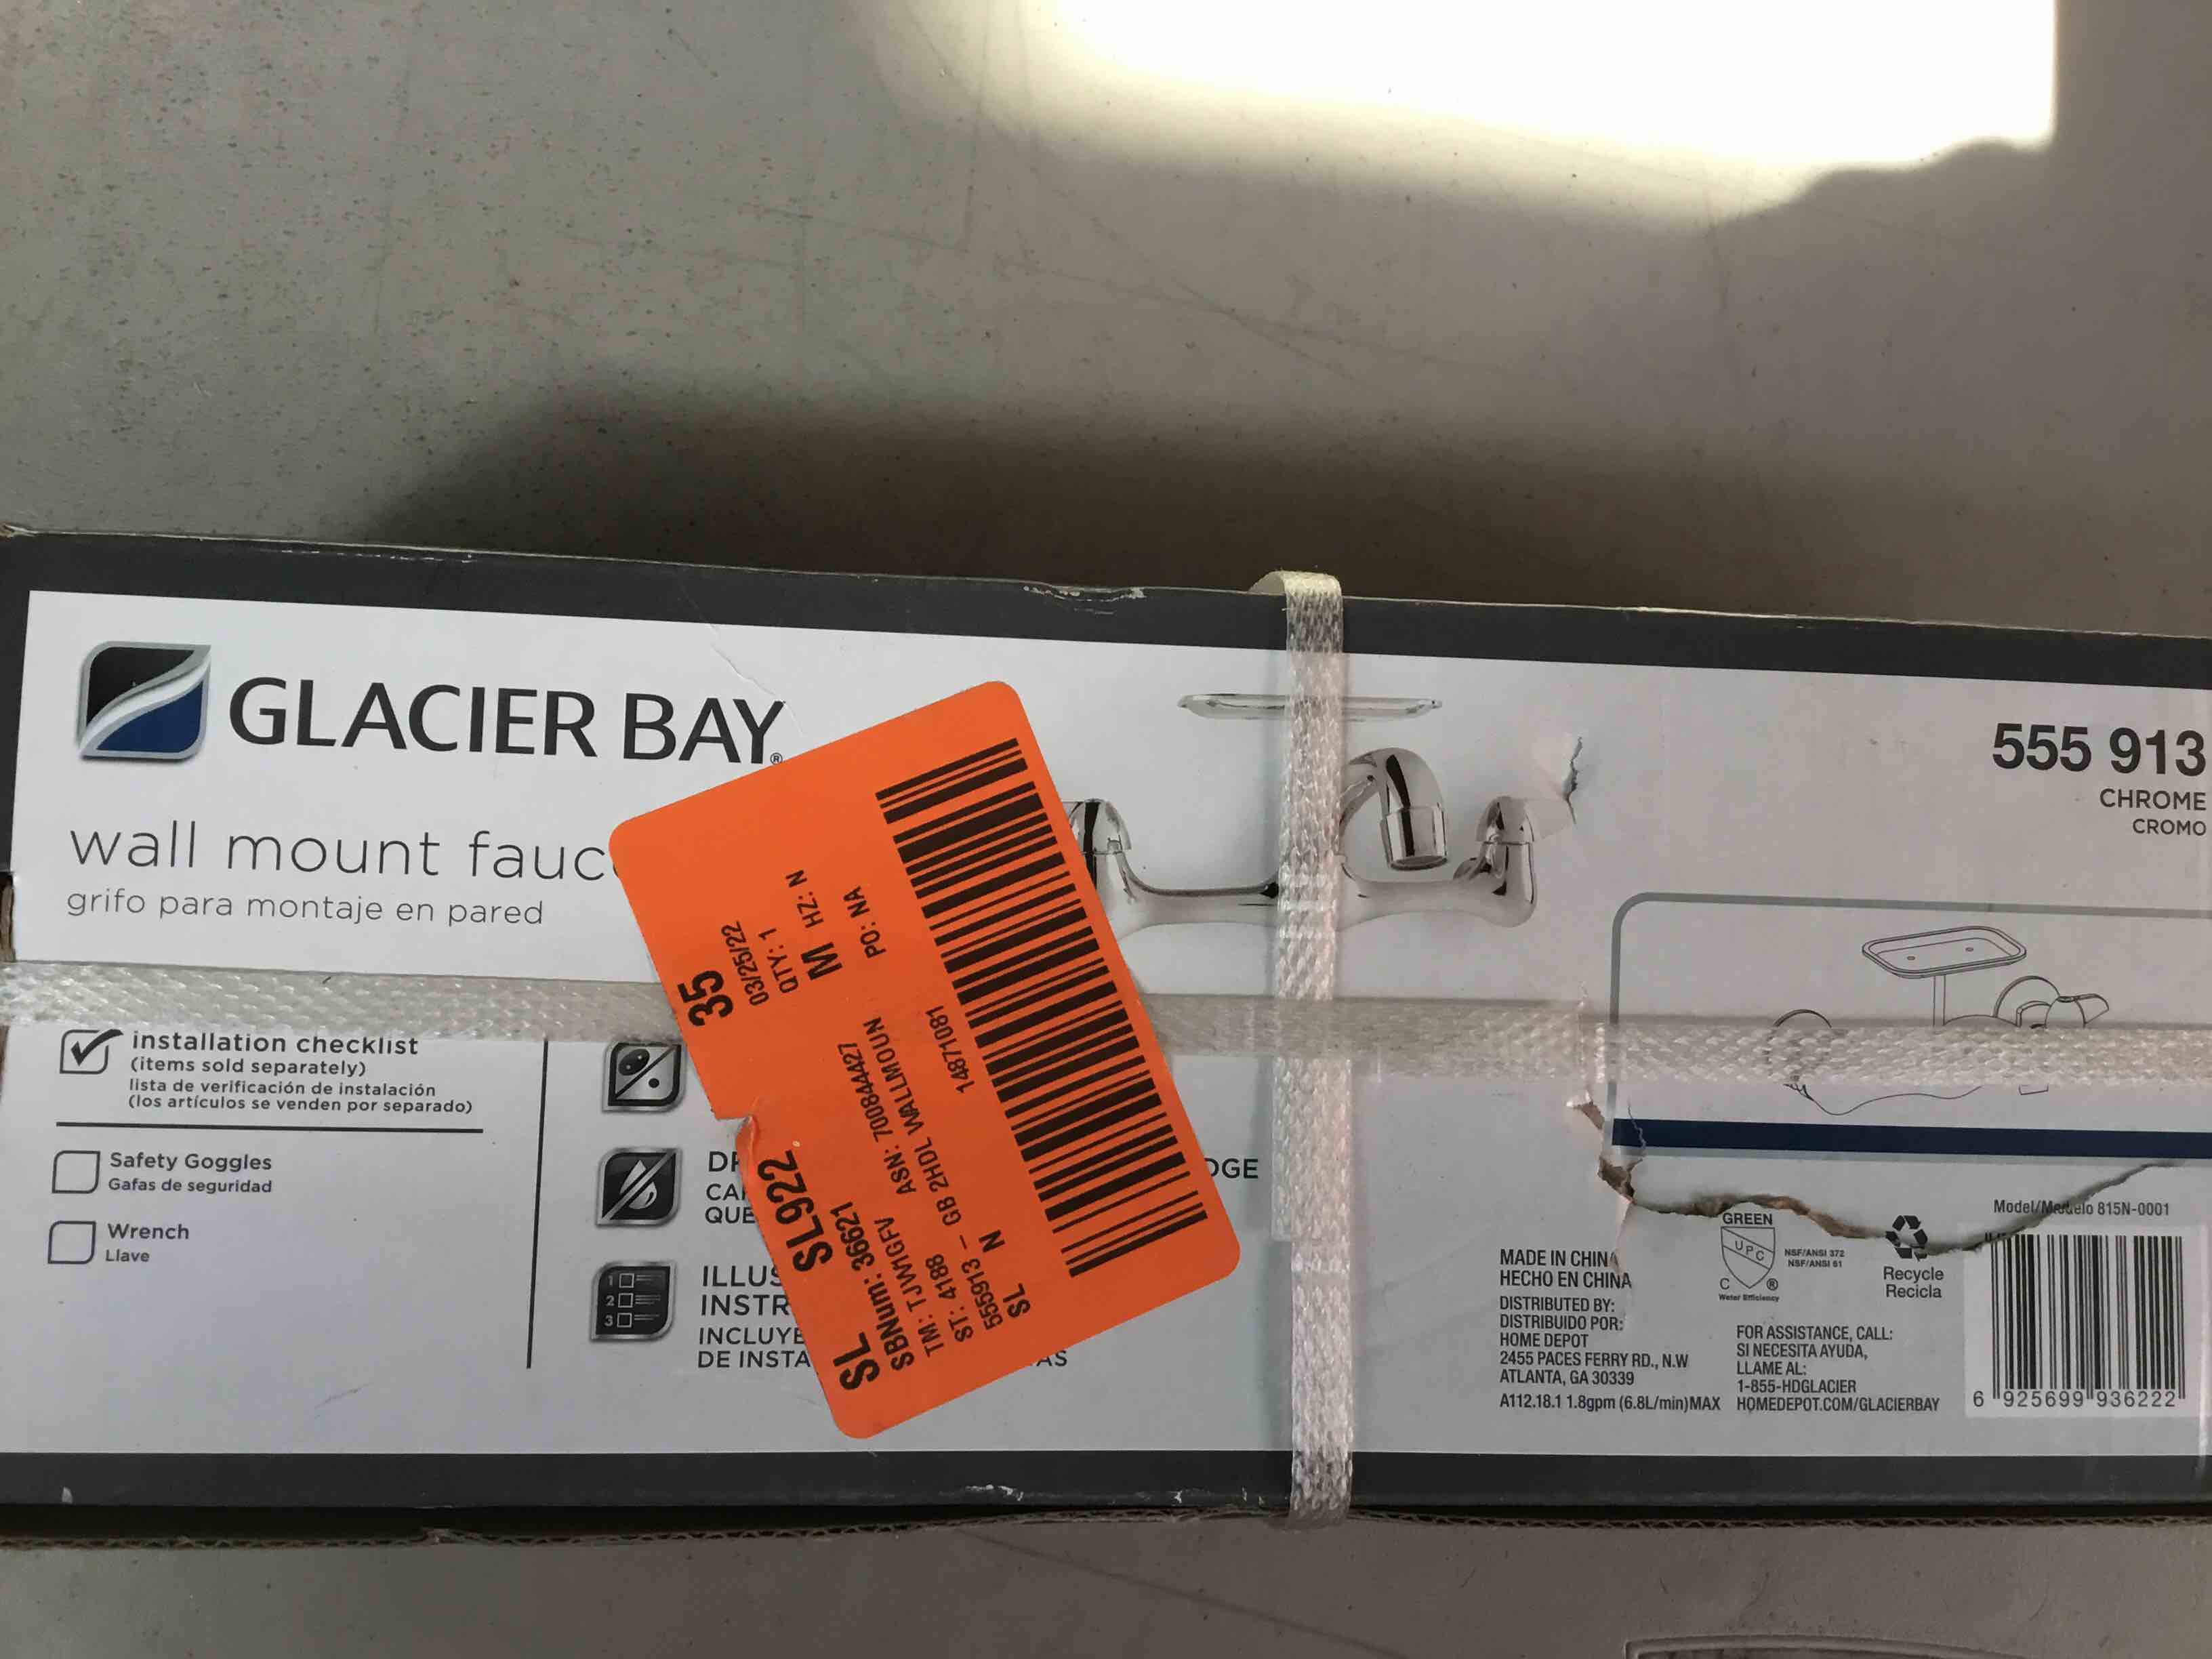 GLACIER BAY®
wall mount fauc
grifo para montaje en pared
555 913
CHROME
CROMO
installation checklist
(items sold separately)
lista de verificación de instalación
(los artículos se venden por separado)
Safety Goggles
Gafas de seguridad
Wrench
Llave
CA
QUE
DGE
1
2
3
ILLUS
INSTR
INCLUYE
DE INSTA
AS
35
03/25/22
QTY: 1
M HZ: N
PO: NA
SL SL922
SBNum: 36621
TM: TJWH1GFV ASN: 7008444427
ST: 4188
555913 – GB 2HDL WALLMOUN
SL N
14871081
MADE IN CHINA
HECHO EN CHINA
DISTRIBUTED BY:
DISTRIBUIDO POR:
HOME DEPOT
2455 PACES FERRY RD., N.W
ATLANTA, GA 30339
A112.18.1 1.8gpm (6.8L/min)MAX
GREEN
UPC
C ®
Water Efficiency
NSF/ANSI 372
NSF/ANSI 61
Recycle
Recicla
FOR ASSISTANCE, CALL:
SI NECESITA AYUDA,
LLAME AL:
1-855-HDGLACIER
HOMEDEPOT.COM/GLACIERBAY
Model/Modelo 815N-0001
6 925699 936222